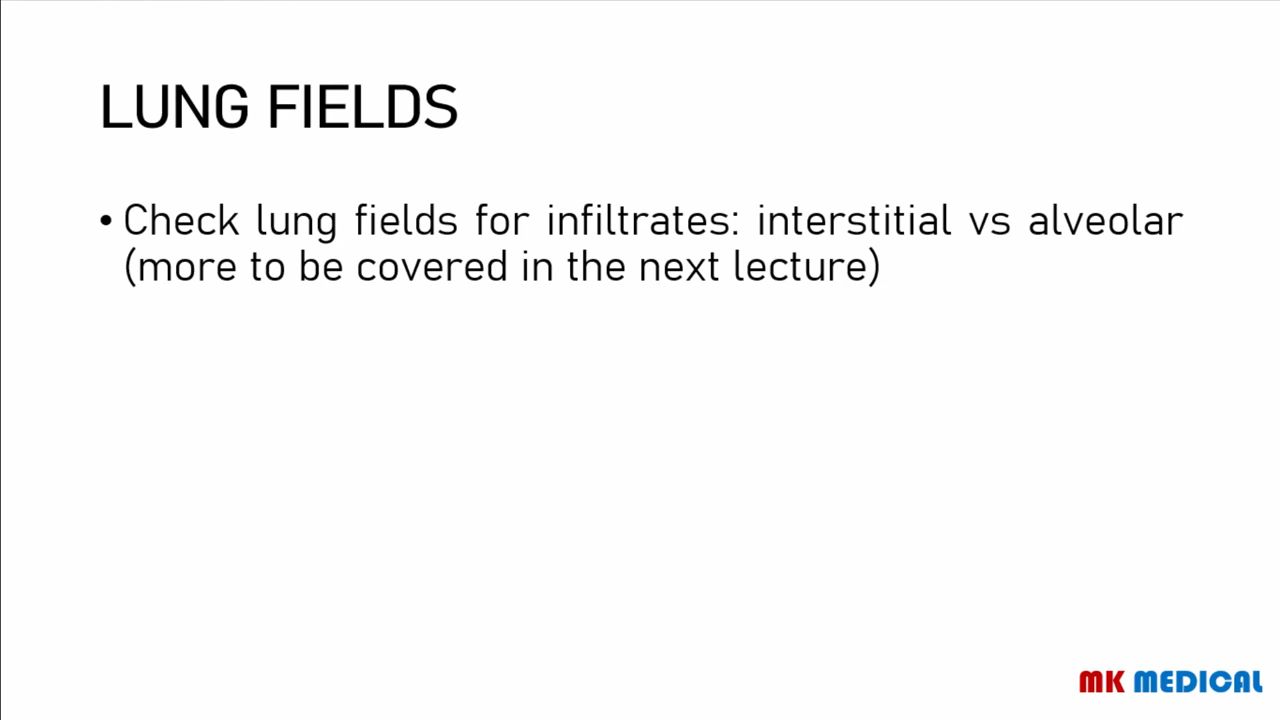 LUNG FIELDS
• Check lung fields for infiltrates: interstitial vs alveolar
(more to be covered in the next lecture)
MK MEDICAL